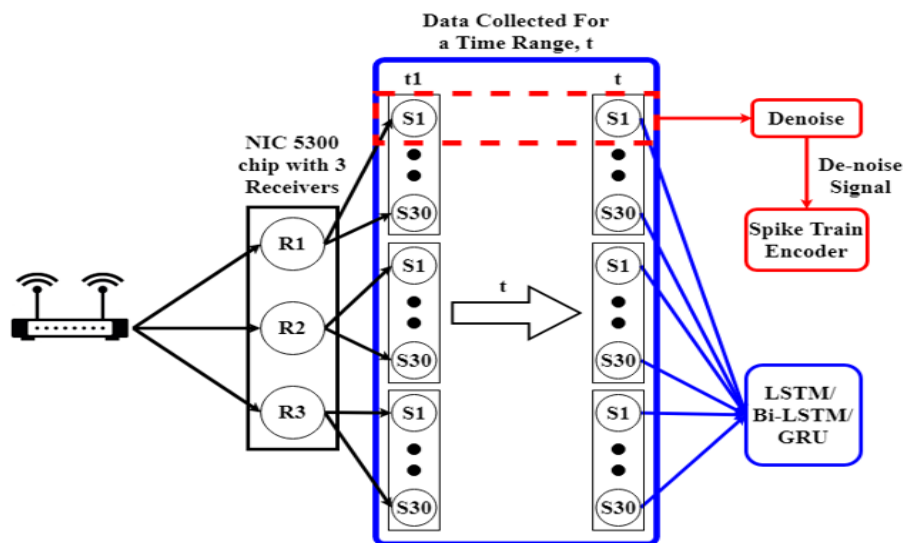 Data Collected For
a Time Range, t
t1
t
NIC 5300
chip with 3
Receivers
R1
R2
R3
S1
S30
S1
S30
S1
S30
t
S1
S30
S1
S30
S1
S30
Denoise
De-noise
Signal
Spike Train
Encoder
LSTM/
Bi-LSTM/
GRU